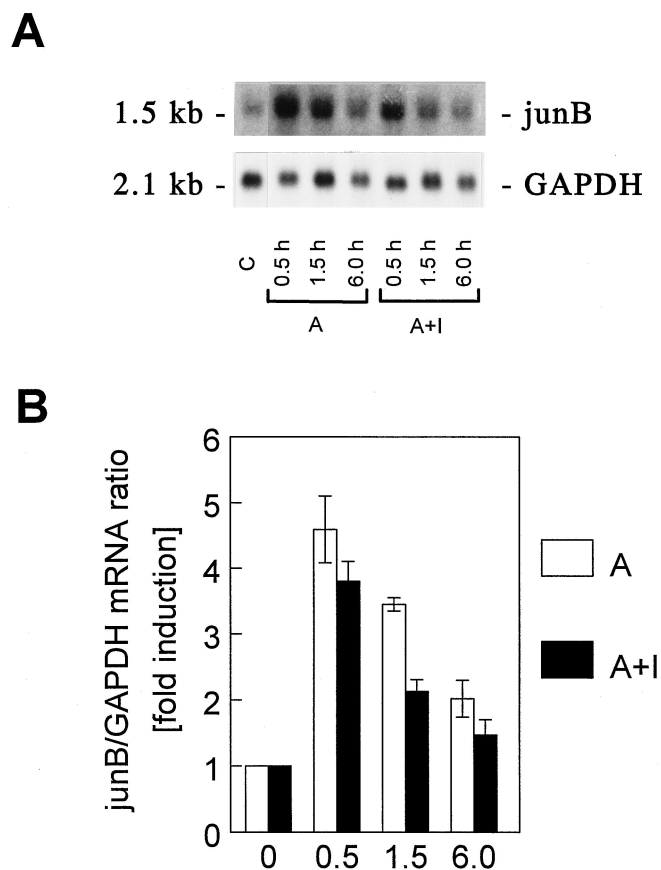 A
1.5 kb - - junB
2.1 kb - - GAPDH
C 0.5 h 1.5 h 6.0 h 0.5 h 1.5 h 6.0 h
A A+I
B
junB/GAPDH mRNA ratio
[fold induction]
6
5
4
3
2
1
0
0 0.5 1.5 6.0
A
A+I